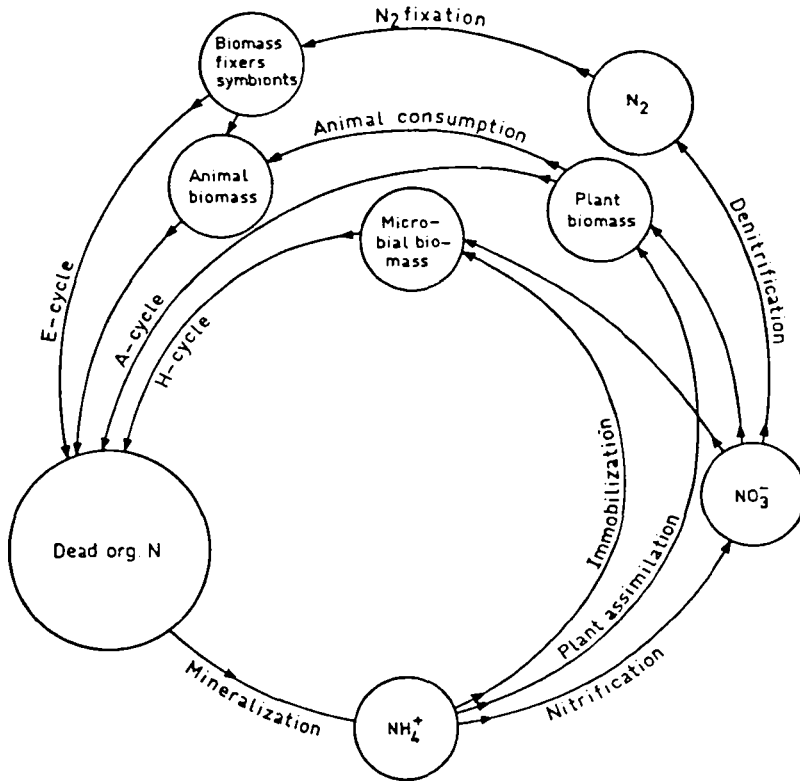 N₂ fixation
Biomass
fixers
symbionts
N₂
Animal consumption
Animal
biomass
Plant
biomass
Micro-
bial bio-
mass
Denitrification
E-cycle
A-cycle
H-cycle
NO₃⁻
Immobilization
Plant assimilation
Dead org. N
Mineralization
NH₄⁺
Nitrification